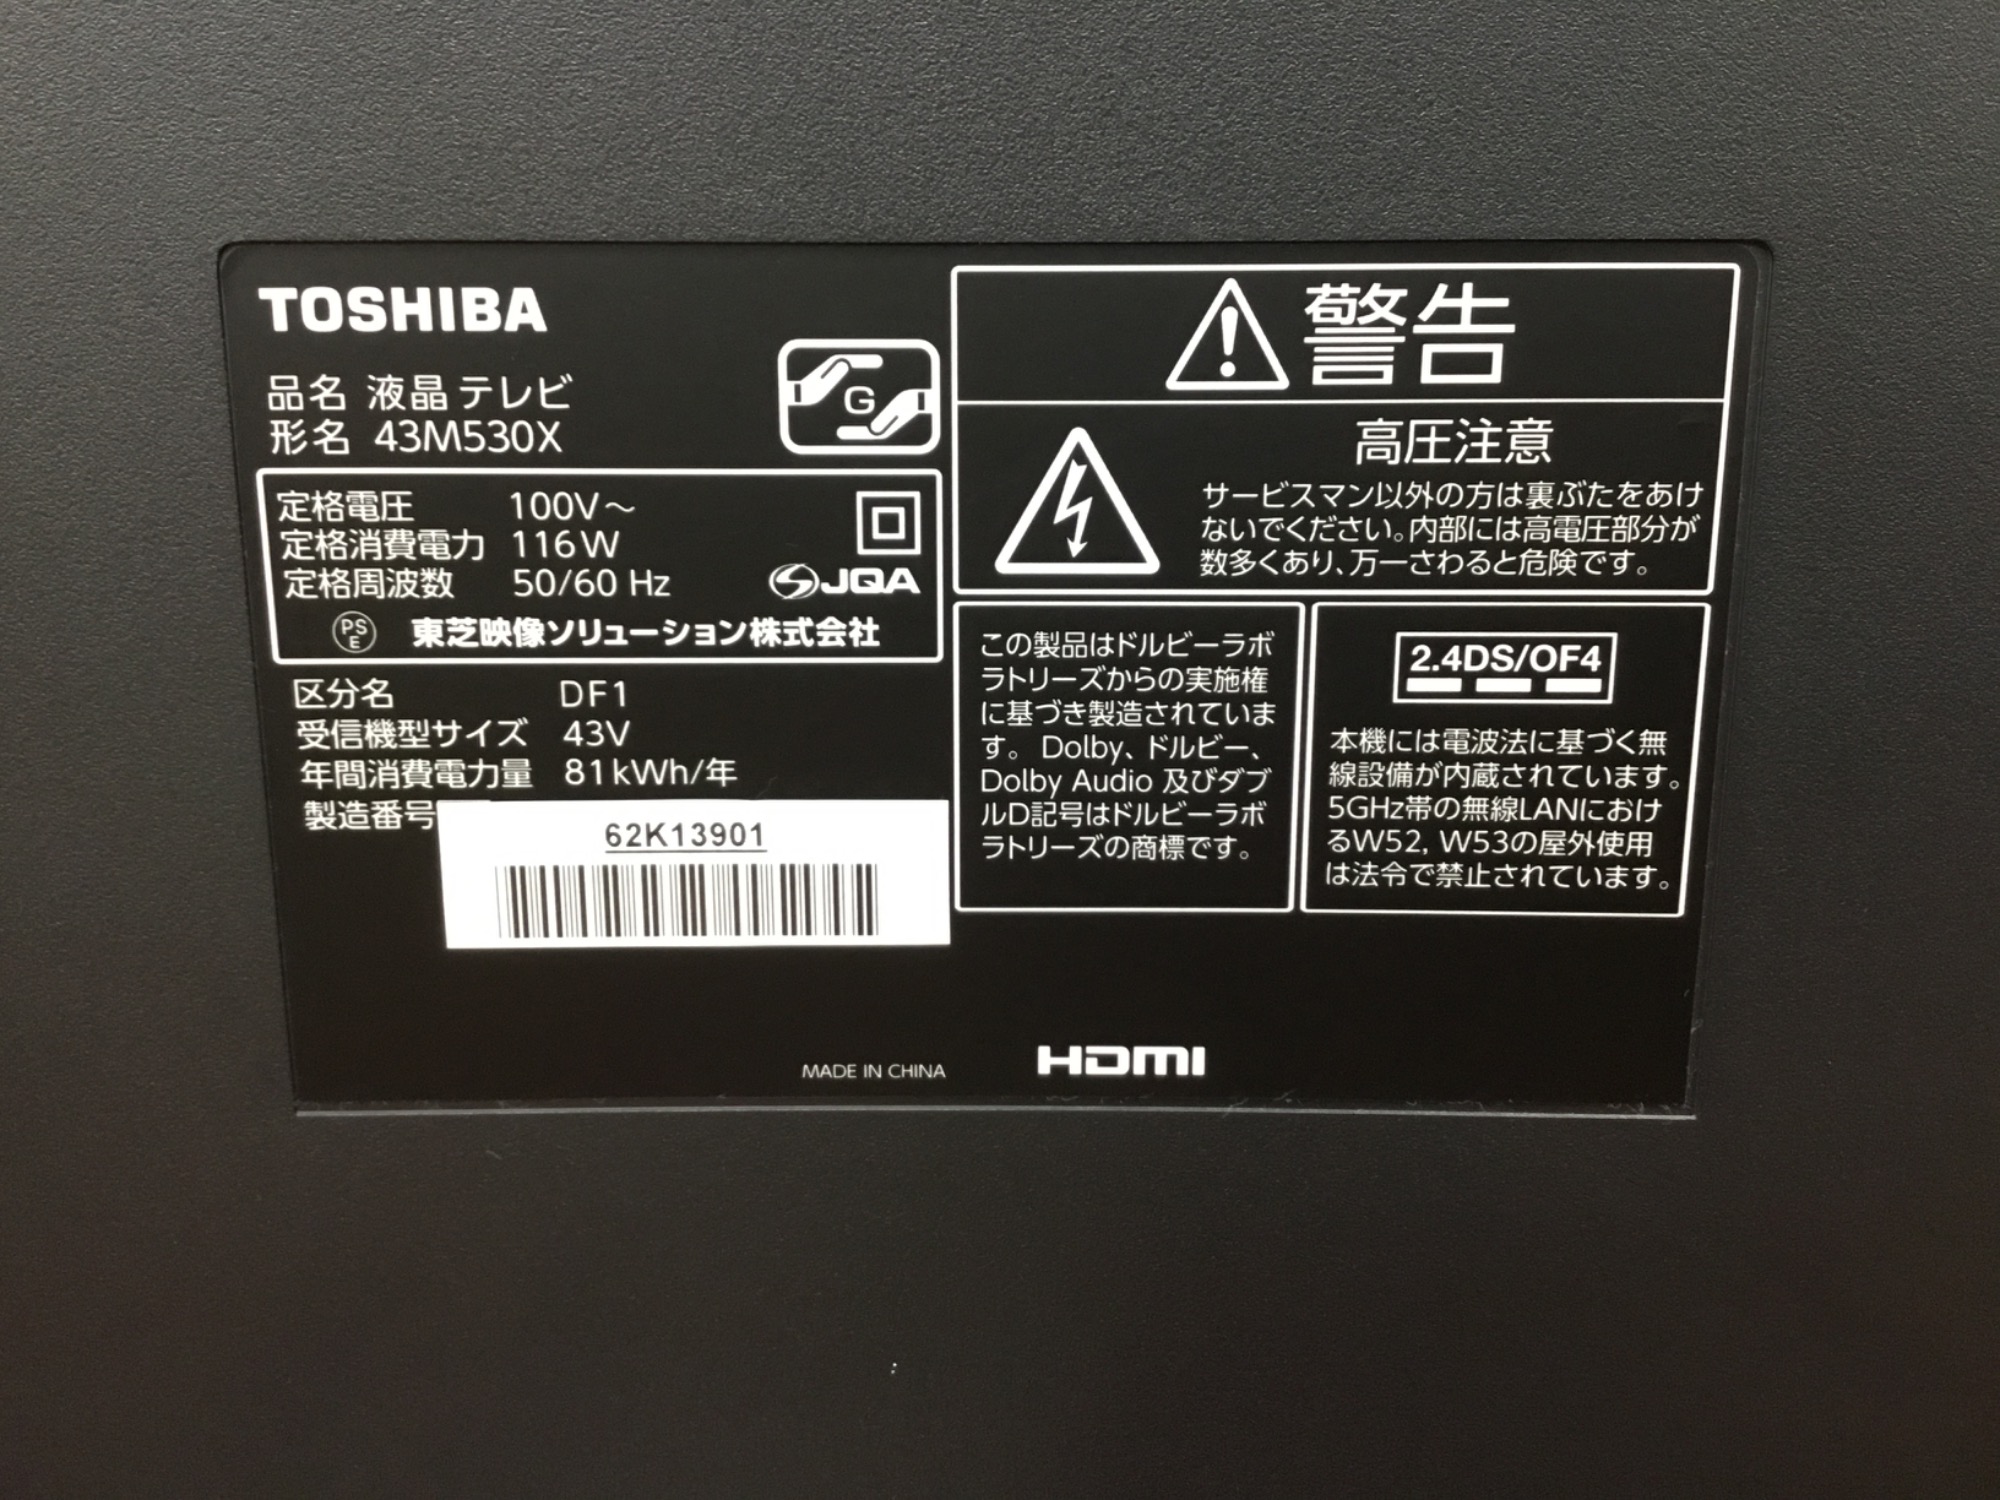 TOSHIBA
品名 液晶テレビ
形名 43M530X
G
定格電圧 100V～
定格消費電力 116W
定格周波数 50/60 Hz
JQA
PS
E
東芝映像ソリューション株式会社
区分名 DF1
受信機型サイズ 43V
年間消費電力量 81kWh/年
製造番号
62K13901
警告
高圧注意
サービスマン以外の方は裏ぶたをあけ
ないでください。内部には高電圧部分が
数多くあり、万一さわると危険です。
この製品はドルビーラボ
ラトリーズからの実施権
に基づき製造されていま
す。Dolby、ドルビー、
Dolby Audio 及びダブ
ルD記号はドルビーラボ
ラトリーズの商標です。
2.4DS/OF4
本機には電波法に基づく無
線設備が内蔵されています。
5GHz帯の無線LANにおけ
るW52, W53の屋外使用
は法令で禁止されています。
MADE IN CHINA
HDMI